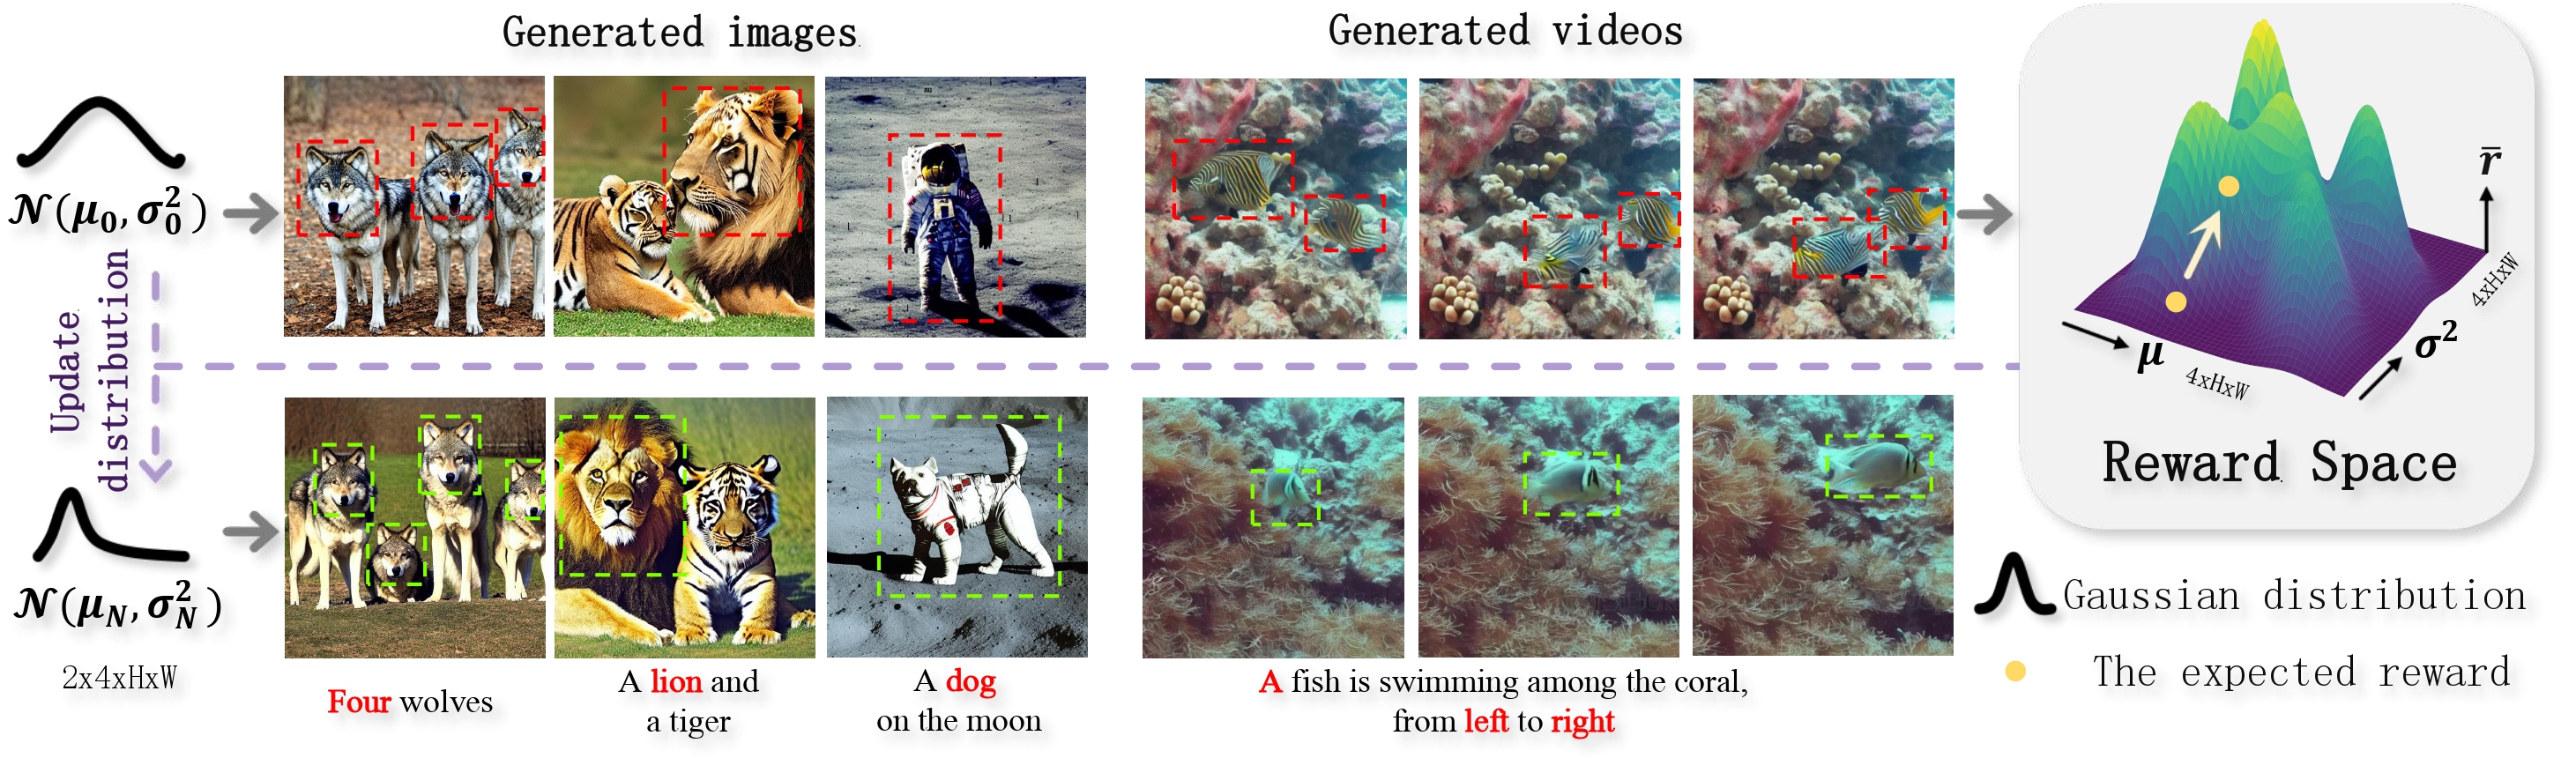 Generated images
Generated videos
𝒩(μ₀, σ₀²)
Update
distribution
𝒩(μ_N, σ_N²)
2x4xHxW
Four wolves
A lion and
a tiger
A dog
on the moon
A fish is swimming among the coral,
from left to right
r̄
4xHxW
σ²
μ
4xHxW
Reward Space
Gaussian distribution
The expected reward